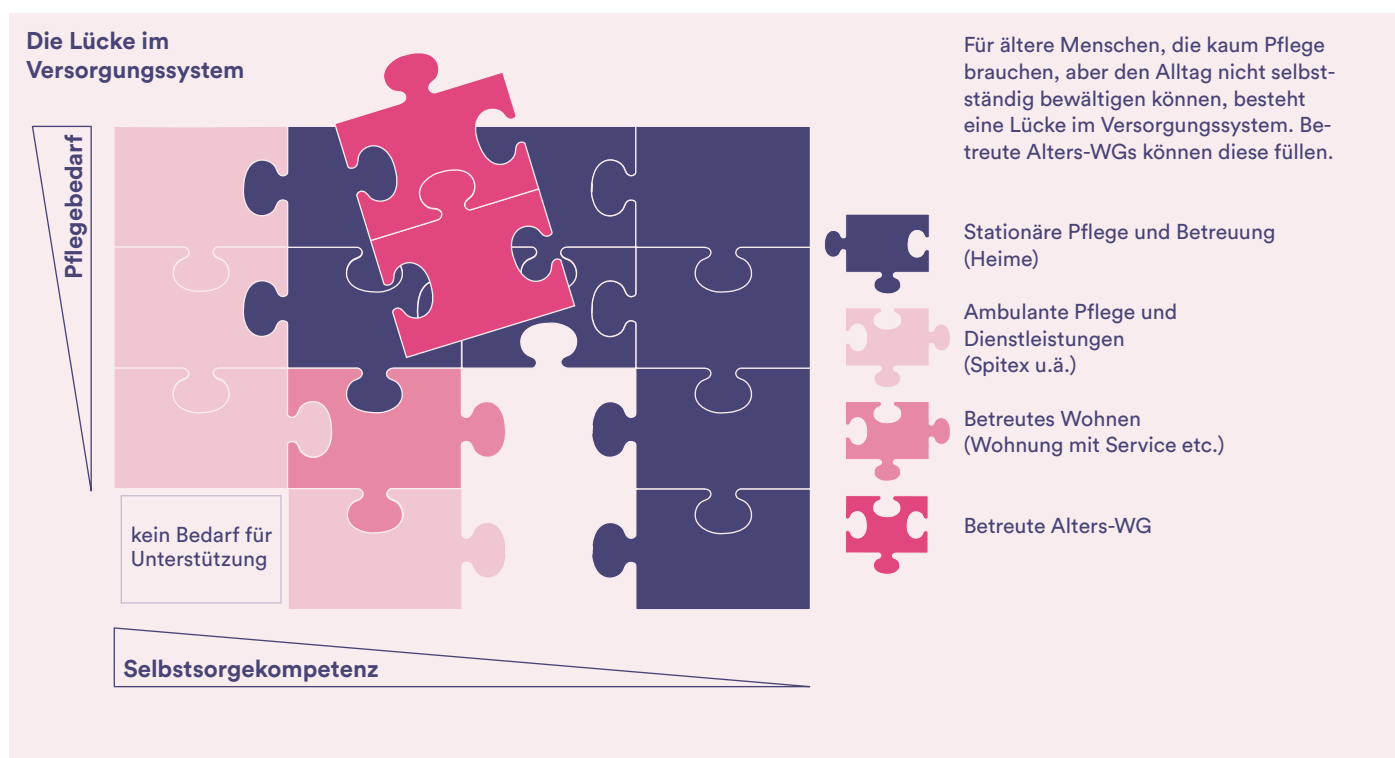 Die Lücke im
Versorgungssystem
Für ältere Menschen, die kaum Pflege
brauchen, aber den Alltag nicht selbst-
ständig bewältigen können, besteht
eine Lücke im Versorgungssystem. Be-
treute Alters-WGs können diese füllen.
Pflegebedarf
Stationäre Pflege und Betreuung
(Heime)
Ambulante Pflege und
Dienstleistungen
(Spitex u.ä.)
Betreutes Wohnen
(Wohnung mit Service etc.)
Betreute Alters-WG
kein Bedarf für
Unterstützung
Selbstsorgekompetenz